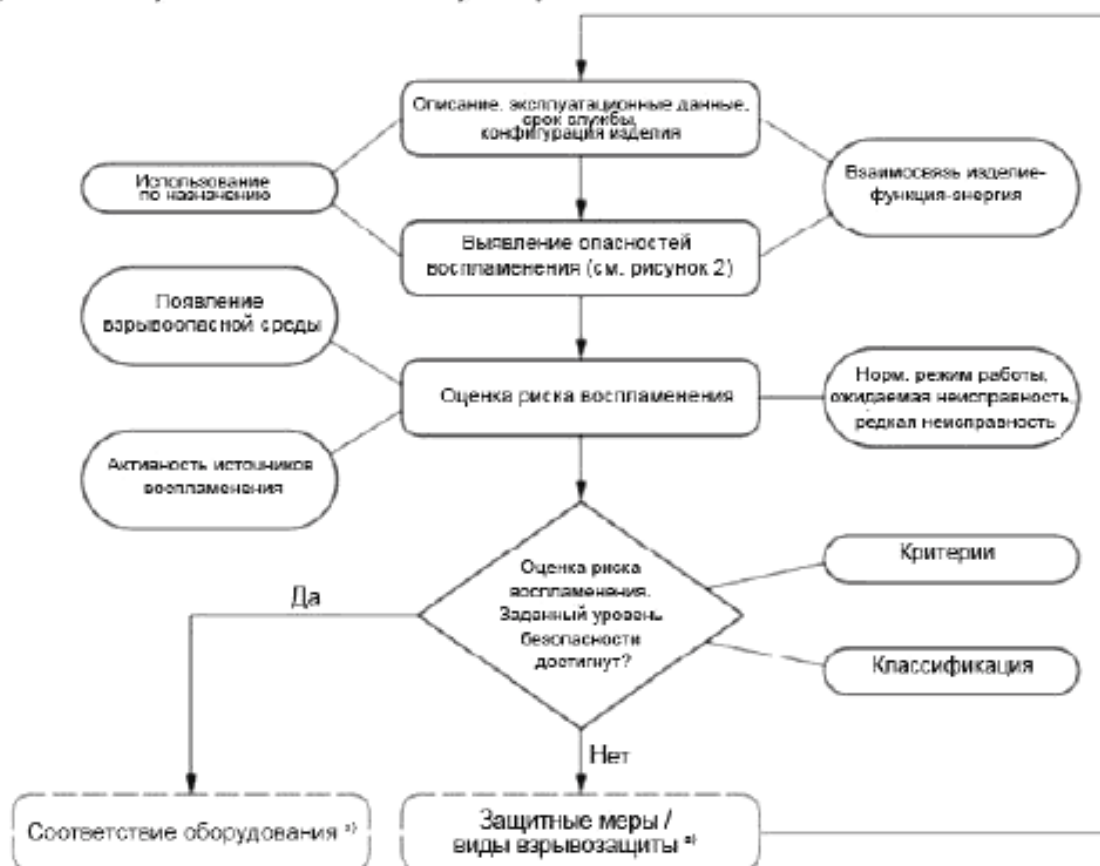 Описание, эксплуатационные данные,
срок службы,
конфигурация изделия
Использование
по назначению
Взаимосвязь изделие-
функция-энергия
Выявление опасностей
воспламенения (см. рисунок 2)
Появление
взрывоопасной среды
Оценка риска воспламенения
Норм. режим работы,
ожидаемая неисправность,
редкая неисправность
Активность источников
воспламенения
Оценка риска
воспламенения.
Заданный уровень
безопасности
достигнут?
Критерии
Классификация
Да
Нет
Соответствие оборудования ᵃ⁾
Защитные меры /
виды взрывозащиты ᵃ⁾